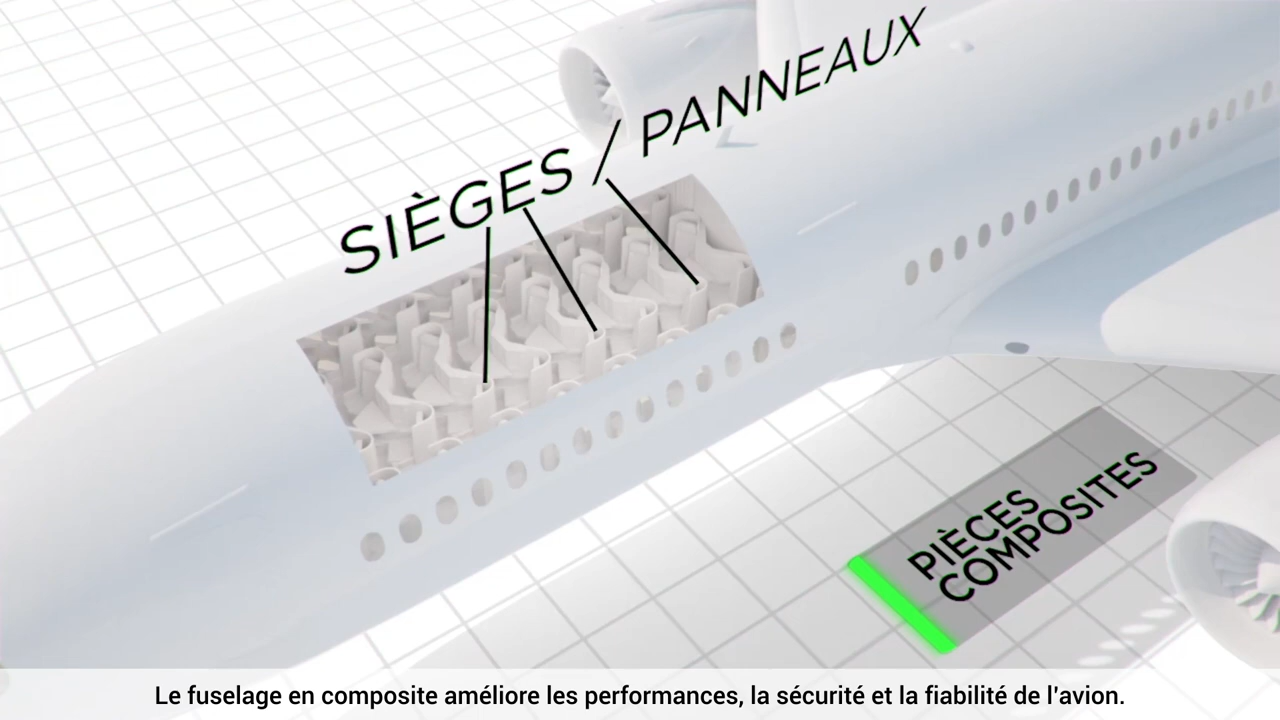 SIÈGES / PANNEAUX
PIÈCES
COMPOSITES
Le fuselage en composite améliore les performances, la sécurité et la fiabilité de l'avion.